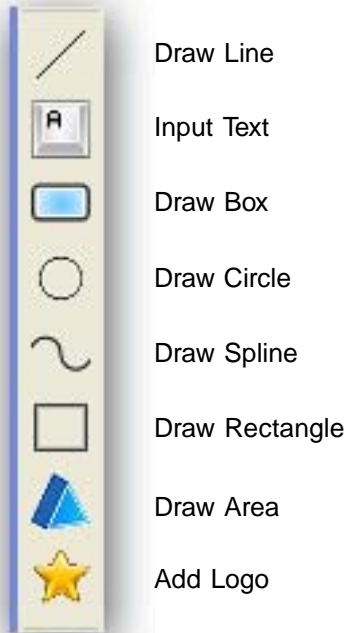 Draw Line
A
Input Text
Draw Box
Draw Circle
Draw Spline
Draw Rectangle
Draw Area
Add Logo